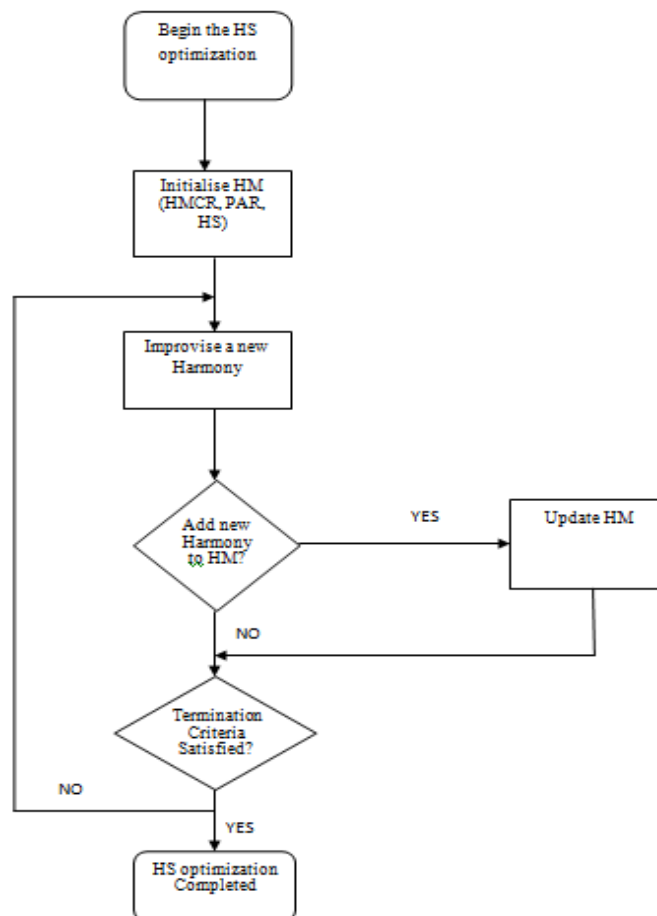 Begin the HS
optimization
Initialise HM
(HMCR, PAR,
HS)
Improvise a new
Harmony
Add new
Harmony
to HM?
YES
Update HM
NO
Termination
Criteria
Satisfied?
NO
YES
HS optimization
Completed